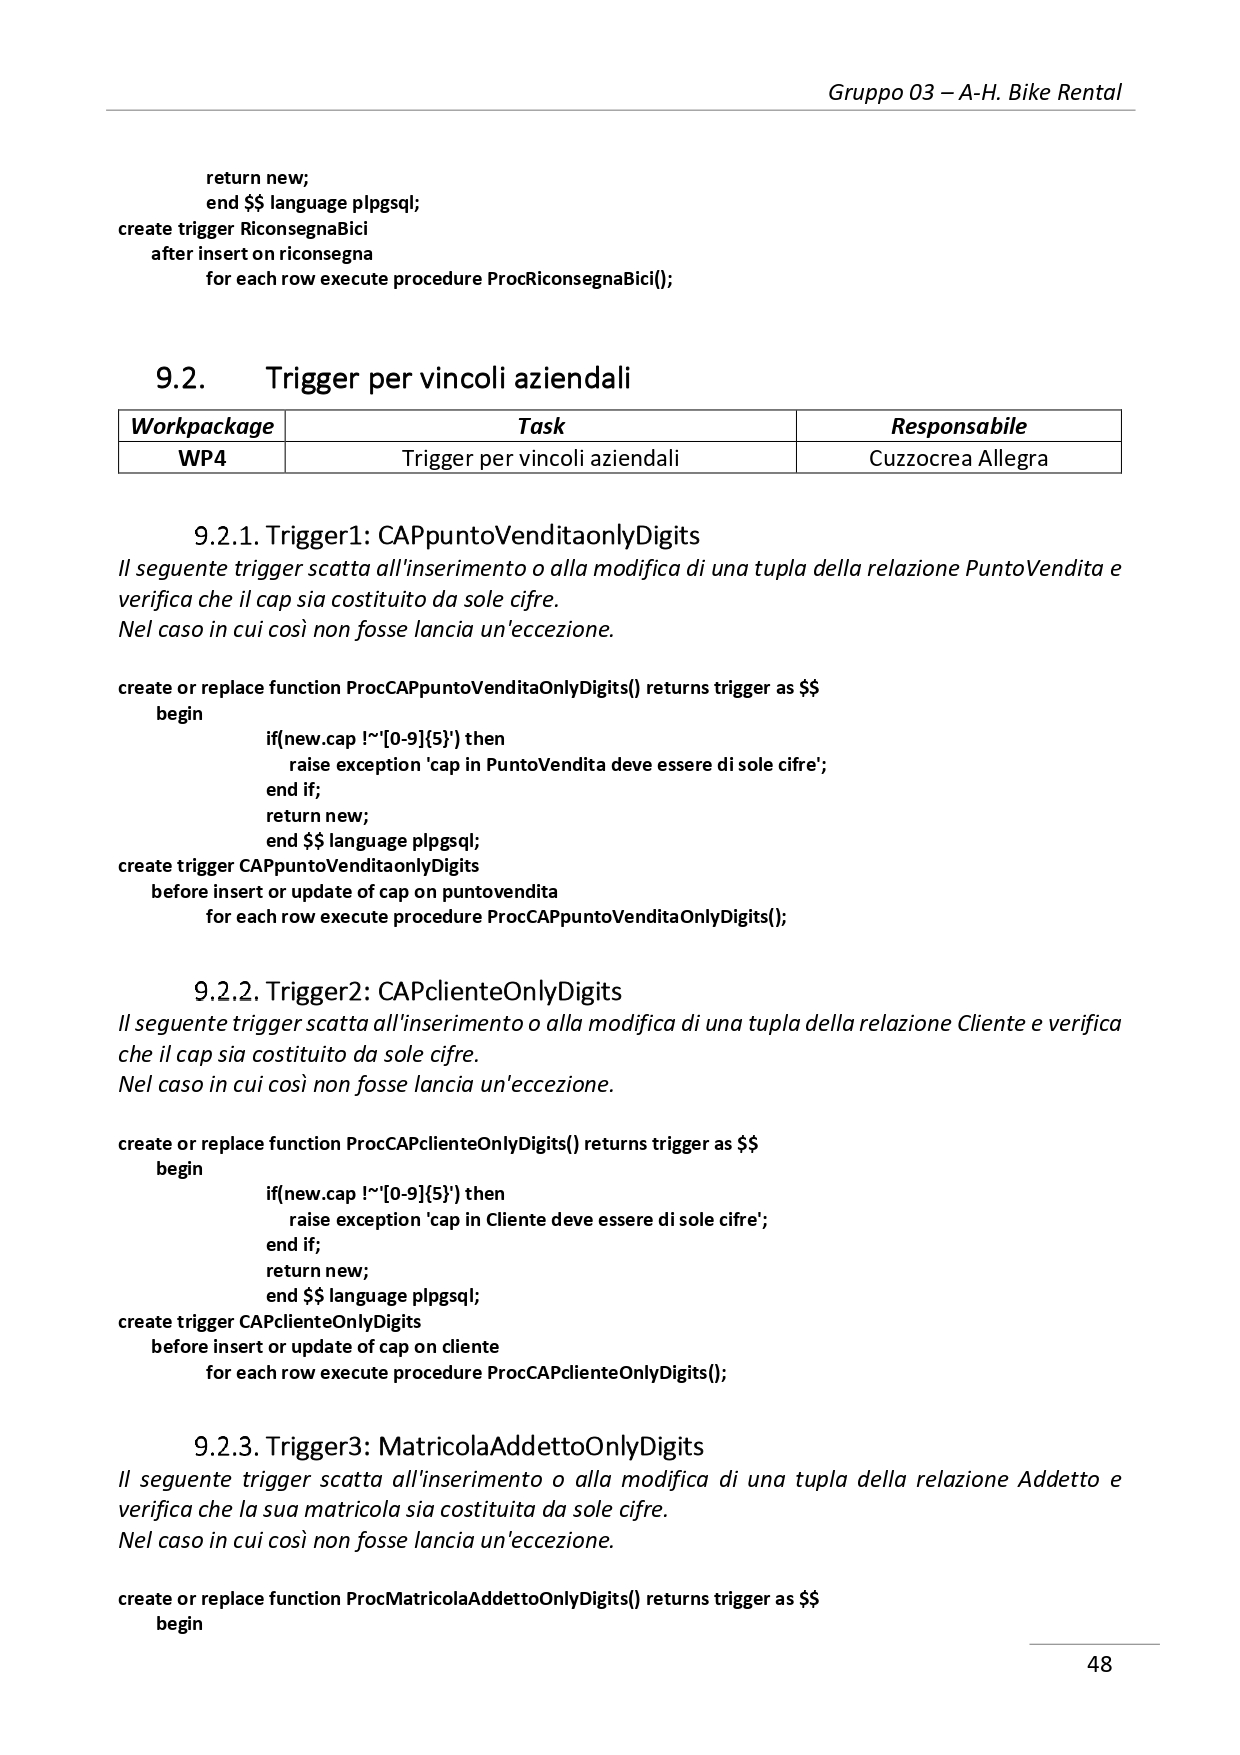 Gruppo 03 – A-H. Bike Rental
return new;
end $$ language plpgsql;
create trigger RiconsegnaBici
after insert on riconsegna
for each row execute procedure ProcRiconsegnaBici();
9.2. Trigger per vincoli aziendali
Workpackage Task Responsabile
WP4 Trigger per vincoli aziendali Cuzzocrea Allegra
9.2.1. Trigger1: CAPpuntoVenditaonlyDigits
Il seguente trigger scatta all'inserimento o alla modifica di una tupla della relazione PuntoVendita e
verifica che il cap sia costituito da sole cifre.
Nel caso in cui così non fosse lancia un'eccezione.
create or replace function ProcCAPpuntoVenditaOnlyDigits() returns trigger as $$
begin
if(new.cap !~'[0-9]{5}') then
raise exception 'cap in PuntoVendita deve essere di sole cifre';
end if;
return new;
end $$ language plpgsql;
create trigger CAPpuntoVenditaonlyDigits
before insert or update of cap on puntovendita
for each row execute procedure ProcCAPpuntoVenditaOnlyDigits();
9.2.2. Trigger2: CAPclienteOnlyDigits
Il seguente trigger scatta all'inserimento o alla modifica di una tupla della relazione Cliente e verifica
che il cap sia costituito da sole cifre.
Nel caso in cui così non fosse lancia un'eccezione.
create or replace function ProcCAPclienteOnlyDigits() returns trigger as $$
begin
if(new.cap !~'[0-9]{5}') then
raise exception 'cap in Cliente deve essere di sole cifre';
end if;
return new;
end $$ language plpgsql;
create trigger CAPclienteOnlyDigits
before insert or update of cap on cliente
for each row execute procedure ProcCAPclienteOnlyDigits();
9.2.3. Trigger3: MatricolaAddettoOnlyDigits
Il seguente trigger scatta all'inserimento o alla modifica di una tupla della relazione Addetto e
verifica che la sua matricola sia costituita da sole cifre.
Nel caso in cui così non fosse lancia un'eccezione.
create or replace function ProcMatricolaAddettoOnlyDigits() returns trigger as $$
begin
48